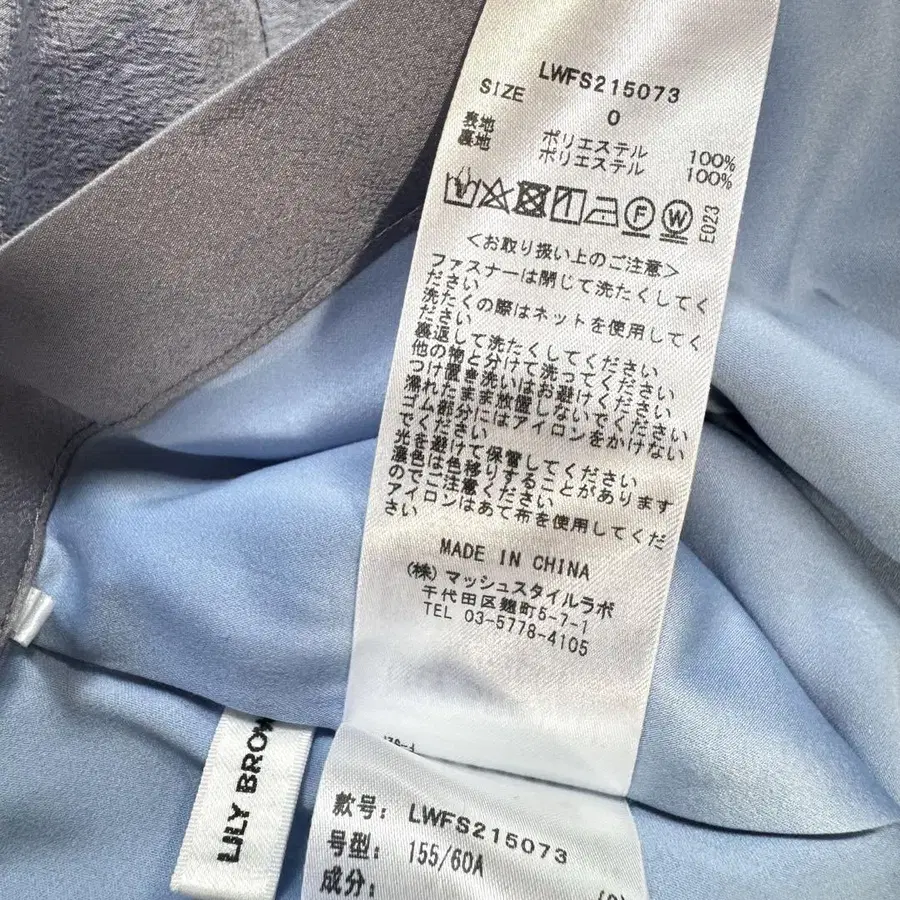 LWFS215073
SIZE
0
表地 ポリエステル 100%
裏地 ポリエステル 100%
F
W
E023
<お取り扱い上のご注意>
ファスナーは閉じて洗たくしてく
ださい
洗たくの際はネットを使用してく
ださい
裏返して洗たくしてください
他の物と分けて洗ってください
つけ置き洗いはお避けください
濡れたまま放置しないでください
ゴム部分にはアイロンをかけない
でください
光を避けて保管してください
濃色は色移りすることがあります
のでご注意ください
アイロンはあて布を使用してくだ
さい
MADE IN CHINA
(株)マッシュスタイルラボ
千代田区麹町5-7-1
TEL 03-5778-4105
LILY BROW
款号: LWFS215073
号型: 155/60A
成分: